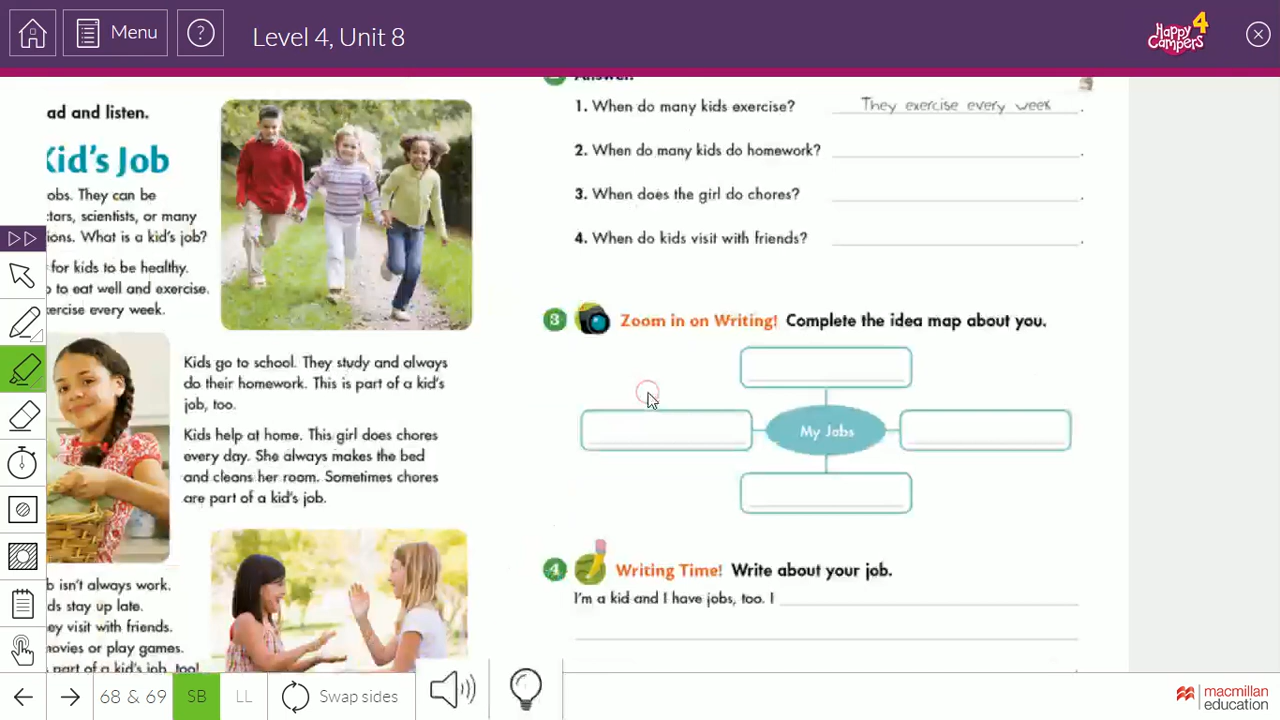 Menu
?
Level 4, Unit 8
Happy Campers 4
ad and listen.
Kid's Job
obs. They can be
ctors, scientists, or many
ions. What is a kid's job?
for kids to be healthy.
to eat well and exercise.
ercise every week.
Kids go to school. They study and always
do their homework. This is part of a kid's
job, too.
Kids help at home. This girl does chores
every day. She always makes the bed
and cleans her room. Sometimes chores
are part of a kid's job.
b isn't always work.
ds stay up late.
ey visit with friends.
movies or play games.
part of a kid's job, too!
Answer.
1. When do many kids exercise? They exercise every week.
2. When do many kids do homework? .
3. When does the girl do chores? .
4. When do kids visit with friends? .
3 Zoom in on Writing! Complete the idea map about you.
My Jobs
4 Writing Time! Write about your job.
I'm a kid and I have jobs, too. I
68 & 69
SB
LL
Swap sides
macmillan
education